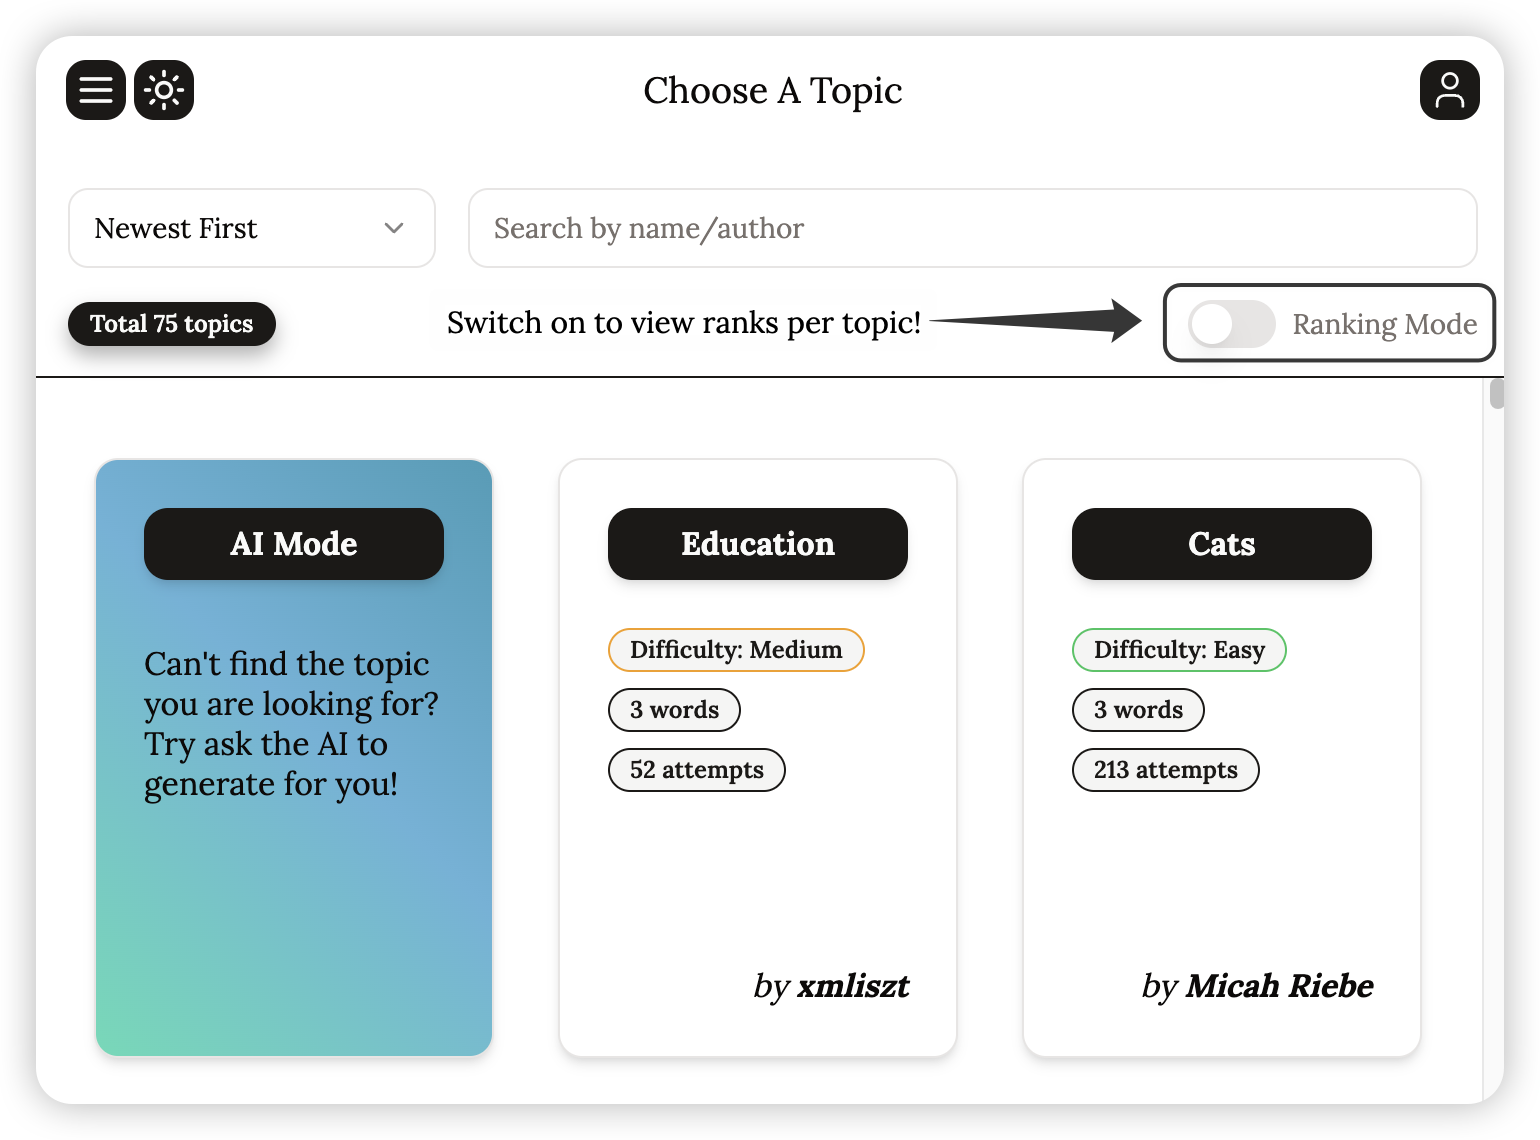 Choose A Topic
Newest First
Search by name/author
Total 75 topics
Switch on to view ranks per topic!
Ranking Mode
AI Mode
Can't find the topic
you are looking for?
Try ask the AI to
generate for you!
Education
Difficulty: Medium
3 words
52 attempts
by xmliszt
Cats
Difficulty: Easy
3 words
213 attempts
by Micah Riebe